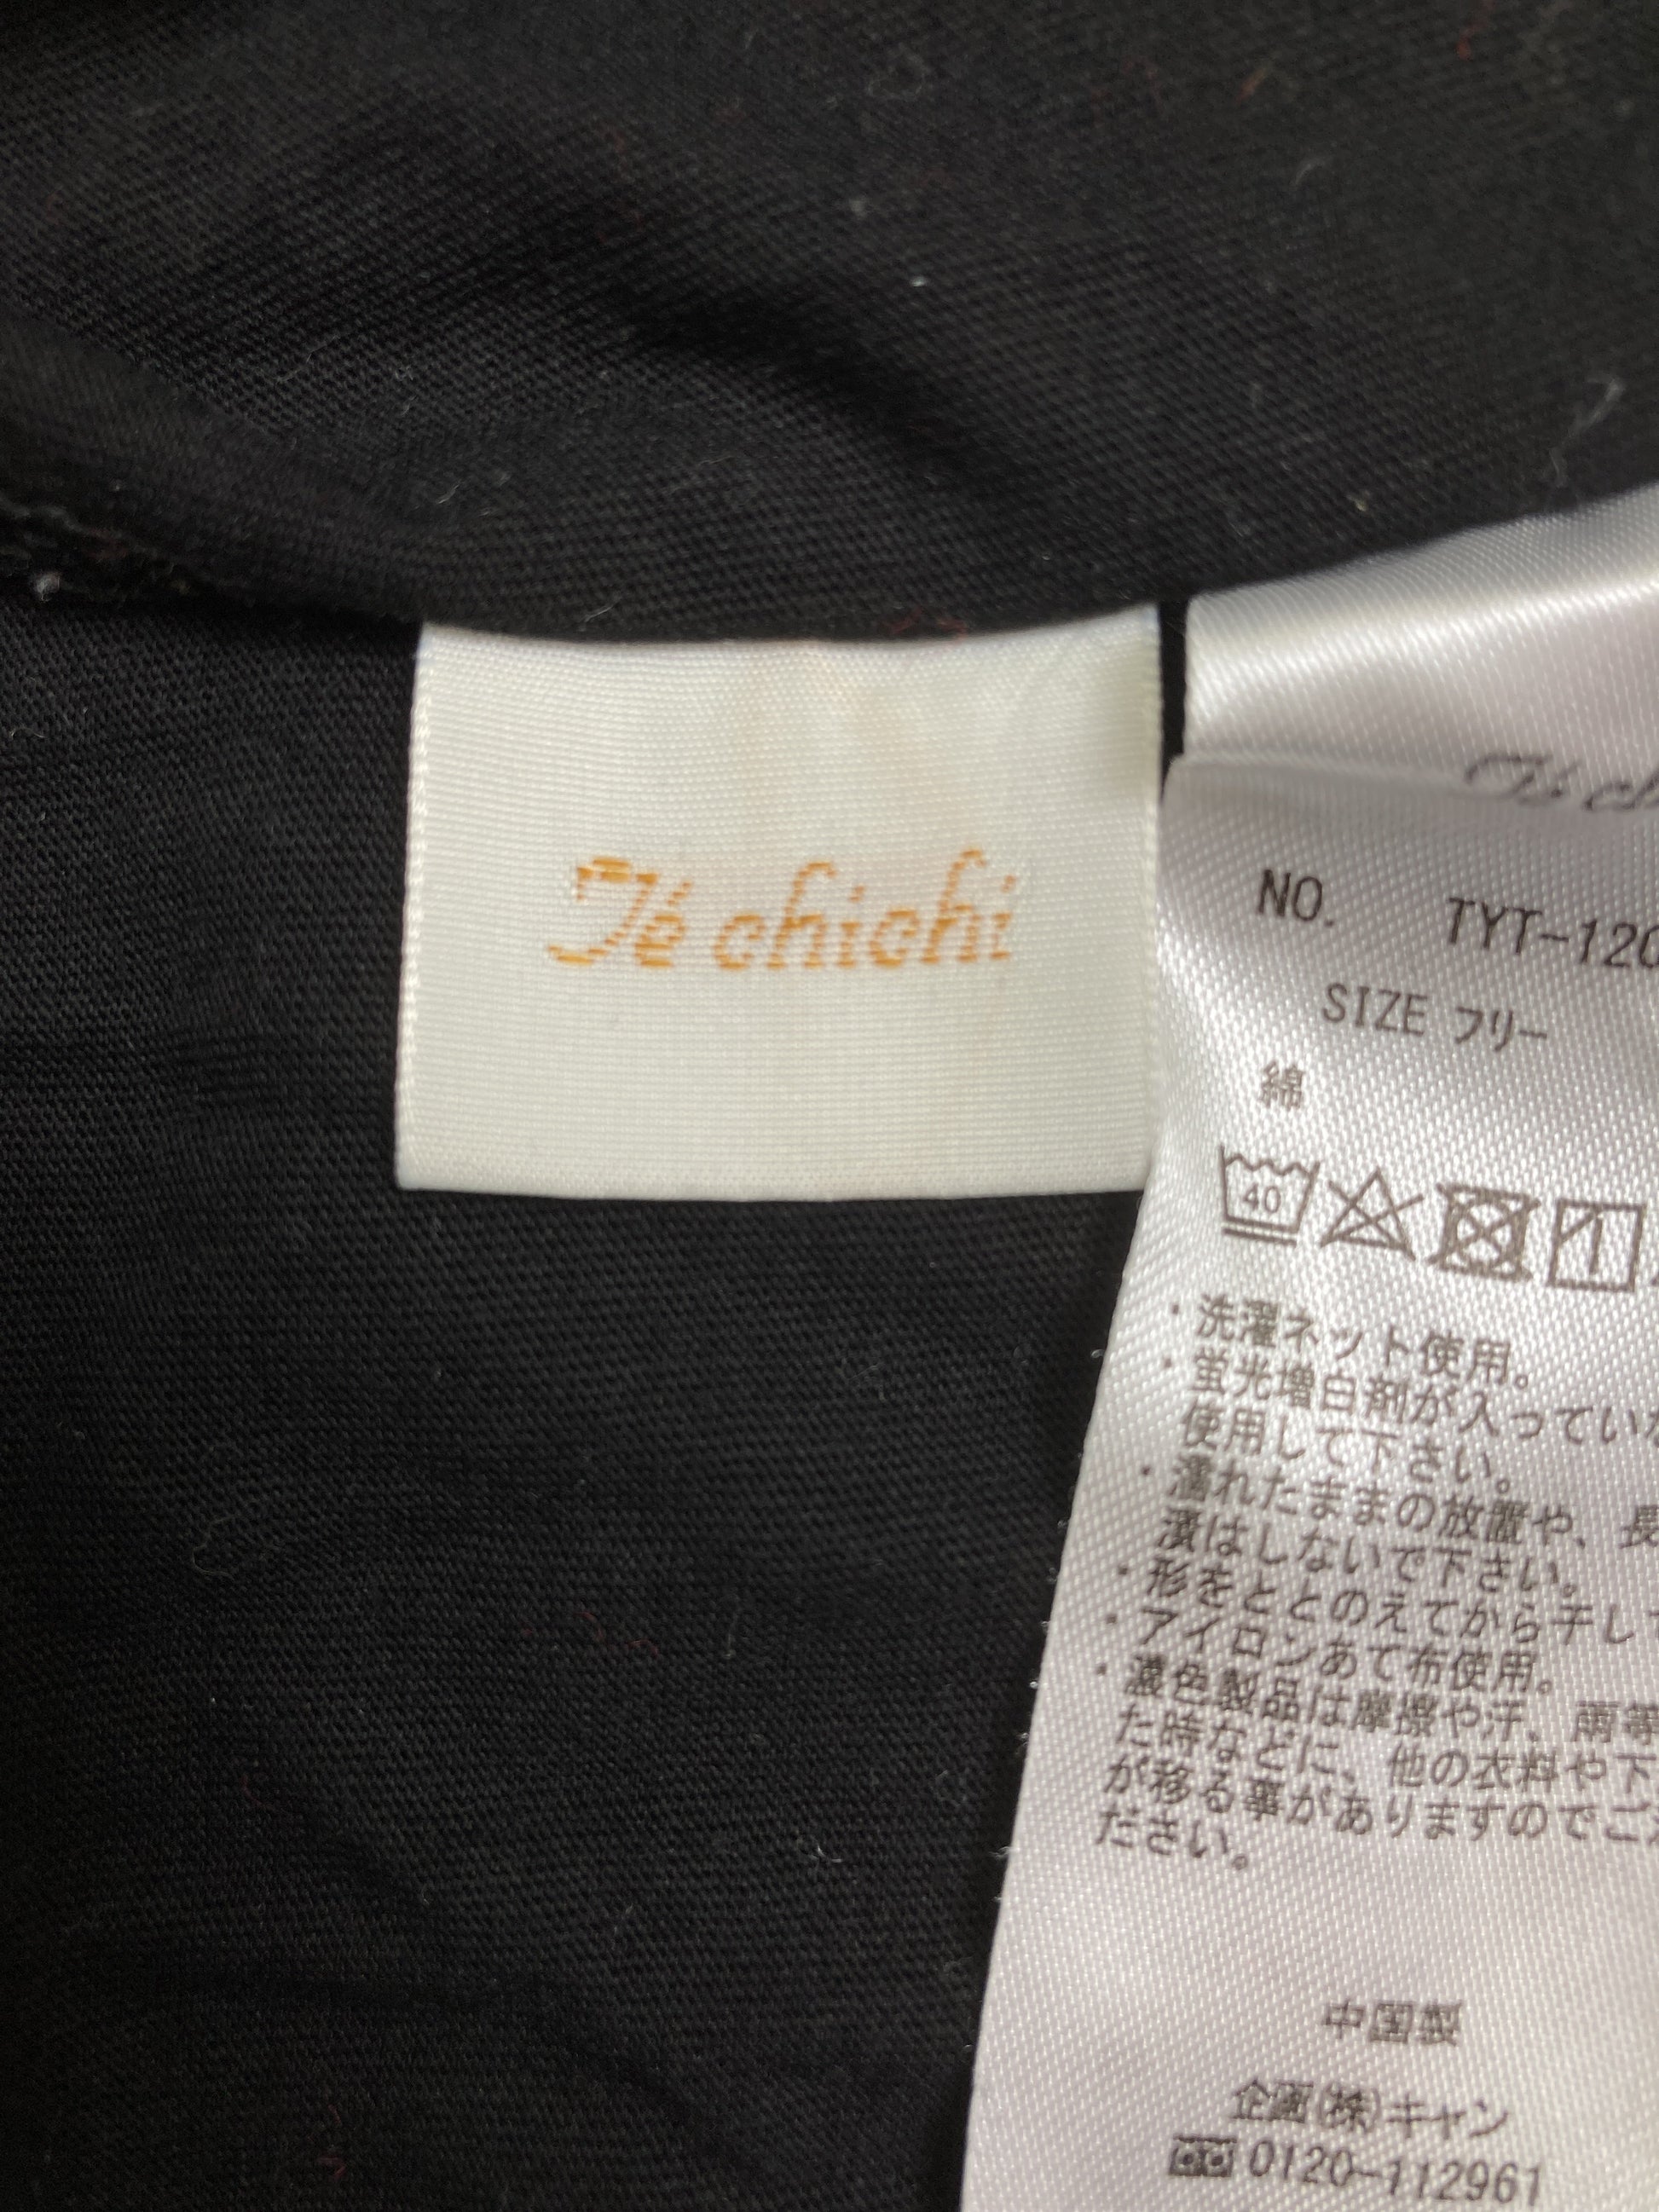 Té chichi
Té ch
NO. TYT-120
SIZE フリー
綿
40
・洗濯ネット使用。
・蛍光増白剤が入っていな
使用して下さい。
・濡れたままの放置や、長
漬はしないで下さい。
・形をととのえてから干して
・アイロンあて布使用。
・濃色製品は摩擦や汗、雨等
た時などに、他の衣料や下
が移る事がありますのでご
ださい。
中国製
企画(株)キャン
0120-112961